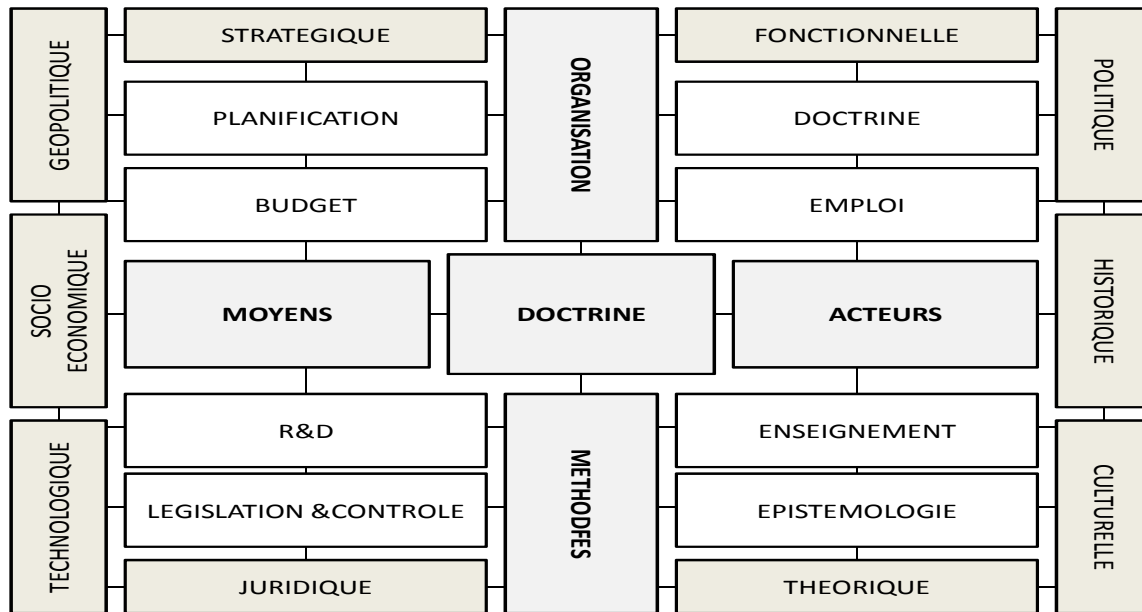 GEOPOLITIQUE
STRATEGIQUE
ORGANISATION
FONCTIONNELLE
POLITIQUE
PLANIFICATION
DOCTRINE
BUDGET
EMPLOI
SOCIO
ECONOMIQUE
MOYENS
DOCTRINE
ACTEURS
HISTORIQUE
TECHNOLOGIQUE
R&D
METHODFES
ENSEIGNEMENT
CULTURELLE
LEGISLATION &CONTROLE
EPISTEMOLOGIE
JURIDIQUE
THEORIQUE